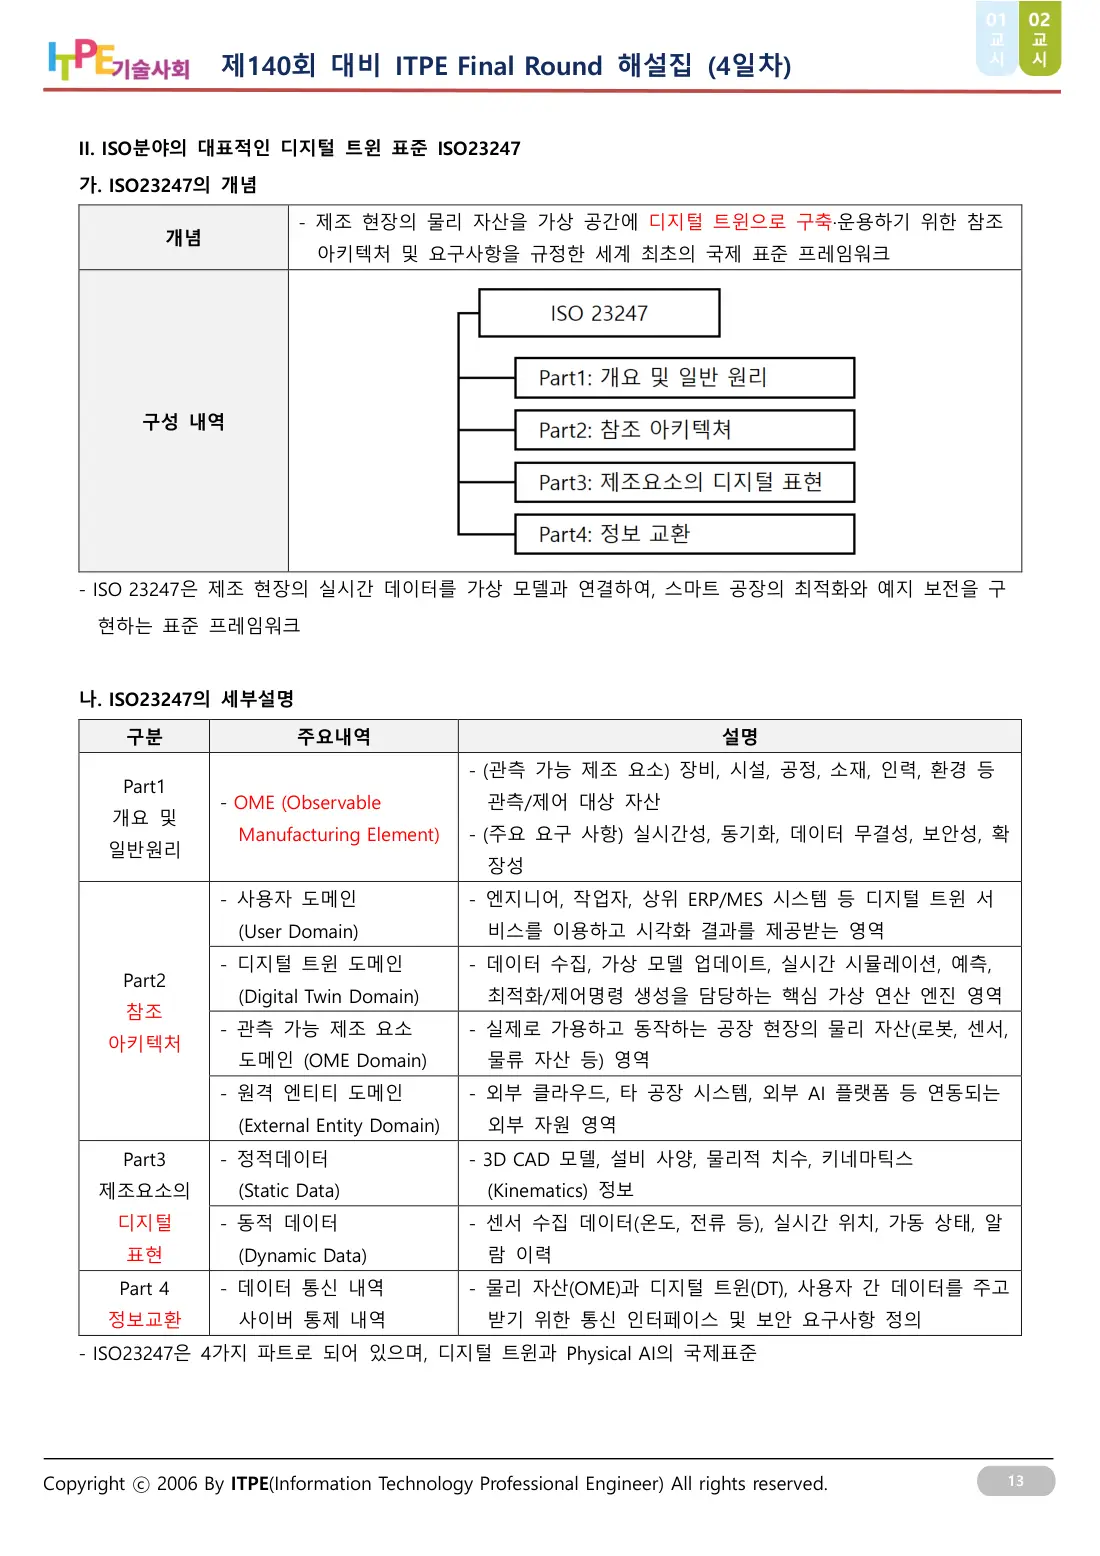 01
교
시
02
교
시
ITPE기술사회 제140회 대비 ITPE Final Round 해설집 (4일차)
II. ISO분야의 대표적인 디지털 트윈 표준 ISO23247
가. ISO23247의 개념
개념
- 제조 현장의 물리 자산을 가상 공간에 디지털 트윈으로 구축·운용하기 위한 참조
아키텍처 및 요구사항을 규정한 세계 최초의 국제 표준 프레임워크
구성 내역
ISO 23247
Part1: 개요 및 일반 원리
Part2: 참조 아키텍쳐
Part3: 제조요소의 디지털 표현
Part4: 정보 교환
- ISO 23247은 제조 현장의 실시간 데이터를 가상 모델과 연결하여, 스마트 공장의 최적화와 예지 보전을 구
현하는 표준 프레임워크
나. ISO23247의 세부설명
구분 주요내역 설명
Part1
개요 및
일반원리
- OME (Observable
Manufacturing Element)
- (관측 가능 제조 요소) 장비, 시설, 공정, 소재, 인력, 환경 등
관측/제어 대상 자산
- (주요 요구 사항) 실시간성, 동기화, 데이터 무결성, 보안성, 확
장성
Part2
참조
아키텍처
- 사용자 도메인
(User Domain)
- 엔지니어, 작업자, 상위 ERP/MES 시스템 등 디지털 트윈 서
비스를 이용하고 시각화 결과를 제공받는 영역
- 디지털 트윈 도메인
(Digital Twin Domain)
- 데이터 수집, 가상 모델 업데이트, 실시간 시뮬레이션, 예측,
최적화/제어명령 생성을 담당하는 핵심 가상 연산 엔진 영역
- 관측 가능 제조 요소
도메인 (OME Domain)
- 실제로 가용하고 동작하는 공장 현장의 물리 자산(로봇, 센서,
물류 자산 등) 영역
- 원격 엔티티 도메인
(External Entity Domain)
- 외부 클라우드, 타 공장 시스템, 외부 AI 플랫폼 등 연동되는
외부 자원 영역
Part3
제조요소의
디지털
표현
- 정적데이터
(Static Data)
- 3D CAD 모델, 설비 사양, 물리적 치수, 키네마틱스
(Kinematics) 정보
- 동적 데이터
(Dynamic Data)
- 센서 수집 데이터(온도, 전류 등), 실시간 위치, 가동 상태, 알
람 이력
Part 4
정보교환
- 데이터 통신 내역
사이버 통제 내역
- 물리 자산(OME)과 디지털 트윈(DT), 사용자 간 데이터를 주고
받기 위한 통신 인터페이스 및 보안 요구사항 정의
- ISO23247은 4가지 파트로 되어 있으며, 디지털 트윈과 Physical AI의 국제표준
Copyright ⓒ 2006 By ITPE(Information Technology Professional Engineer) All rights reserved.
13